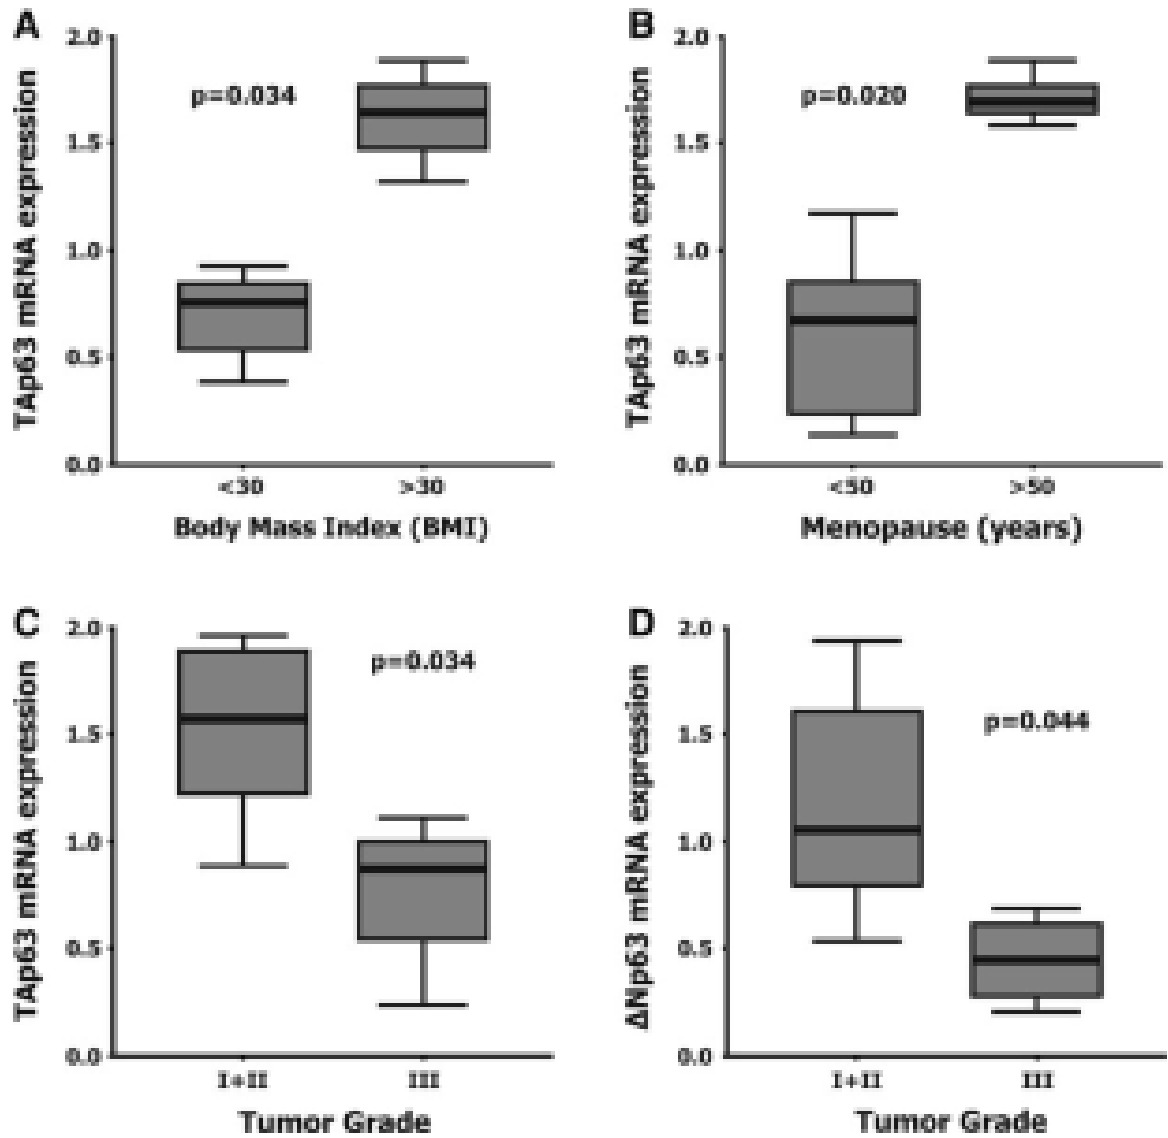 A
TAp63 mRNA expression
2.0
1.5
1.0
0.5
0.0
p=0.034
<30
>30
Body Mass Index (BMI)
B
TAp63 mRNA expression
2.0
1.5
1.0
0.5
0.0
p=0.020
<50
>50
Menopause (years)
C
TAp63 mRNA expression
2.0
1.5
1.0
0.5
0.0
p=0.034
I+II
III
Tumor Grade
D
ΔNp63 mRNA expression
2.0
1.5
1.0
0.5
0.0
p=0.044
I+II
III
Tumor Grade